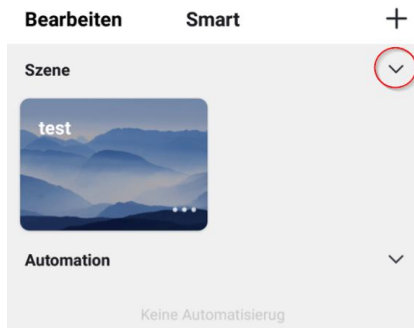 Bearbeiten Smart +
Szene
test
Automation
Keine Automatisierug